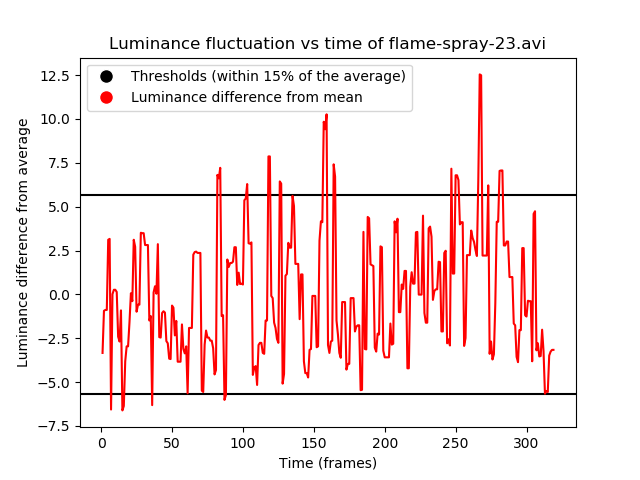 Luminance fluctuation vs time of flame-spray-23.avi
Thresholds (within 15% of the average)
Luminance difference from mean
Luminance difference from average
12.5
10.0
7.5
5.0
2.5
0.0
−2.5
−5.0
−7.5
0 50 100 150 200 250 300
Time (frames)